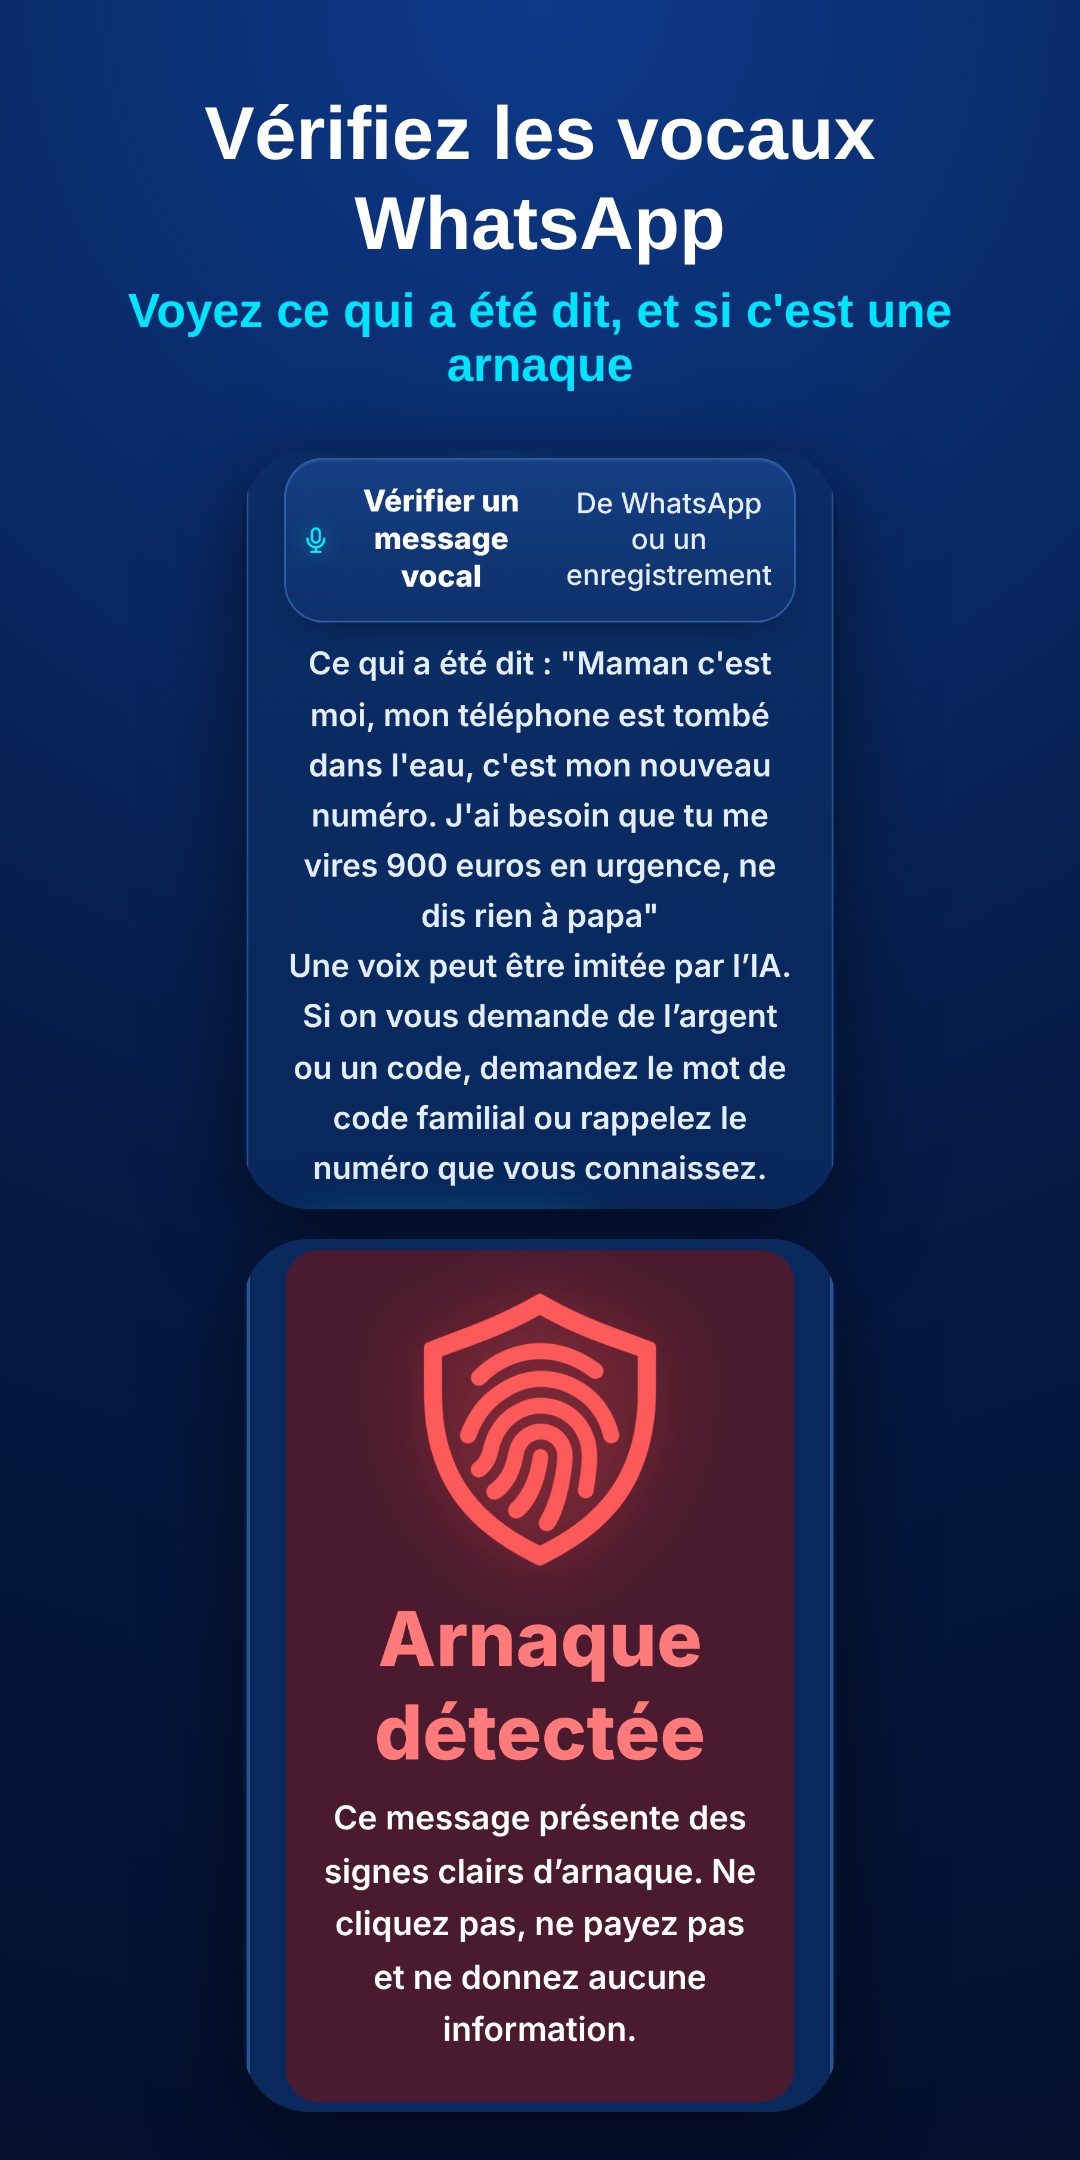 Vérifiez les vocaux
WhatsApp
Voyez ce qui a été dit, et si c'est une
arnaque
Vérifier un
message
vocal
De WhatsApp
ou un
enregistrement
Ce qui a été dit : "Maman c'est
moi, mon téléphone est tombé
dans l'eau, c'est mon nouveau
numéro. J'ai besoin que tu me
vires 900 euros en urgence, ne
dis rien à papa"
Une voix peut être imitée par l’IA.
Si on vous demande de l’argent
ou un code, demandez le mot de
code familial ou rappelez le
numéro que vous connaissez.
Arnaque
détectée
Ce message présente des
signes clairs d’arnaque. Ne
cliquez pas, ne payez pas
et ne donnez aucune
information.